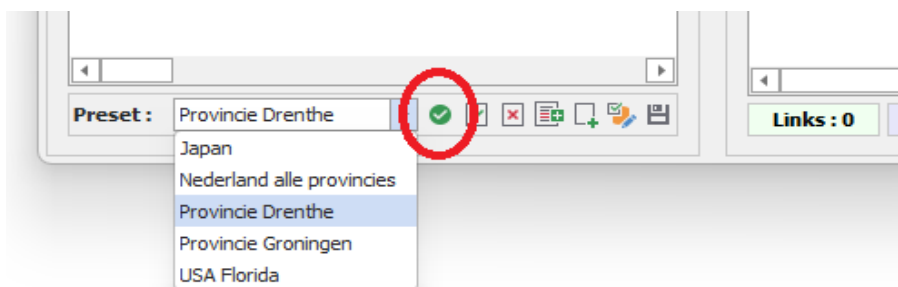 Preset : Provincie Drenthe
Links : 0
Japan
Nederland alle provincies
Provincie Drenthe
Provincie Groningen
USA Florida